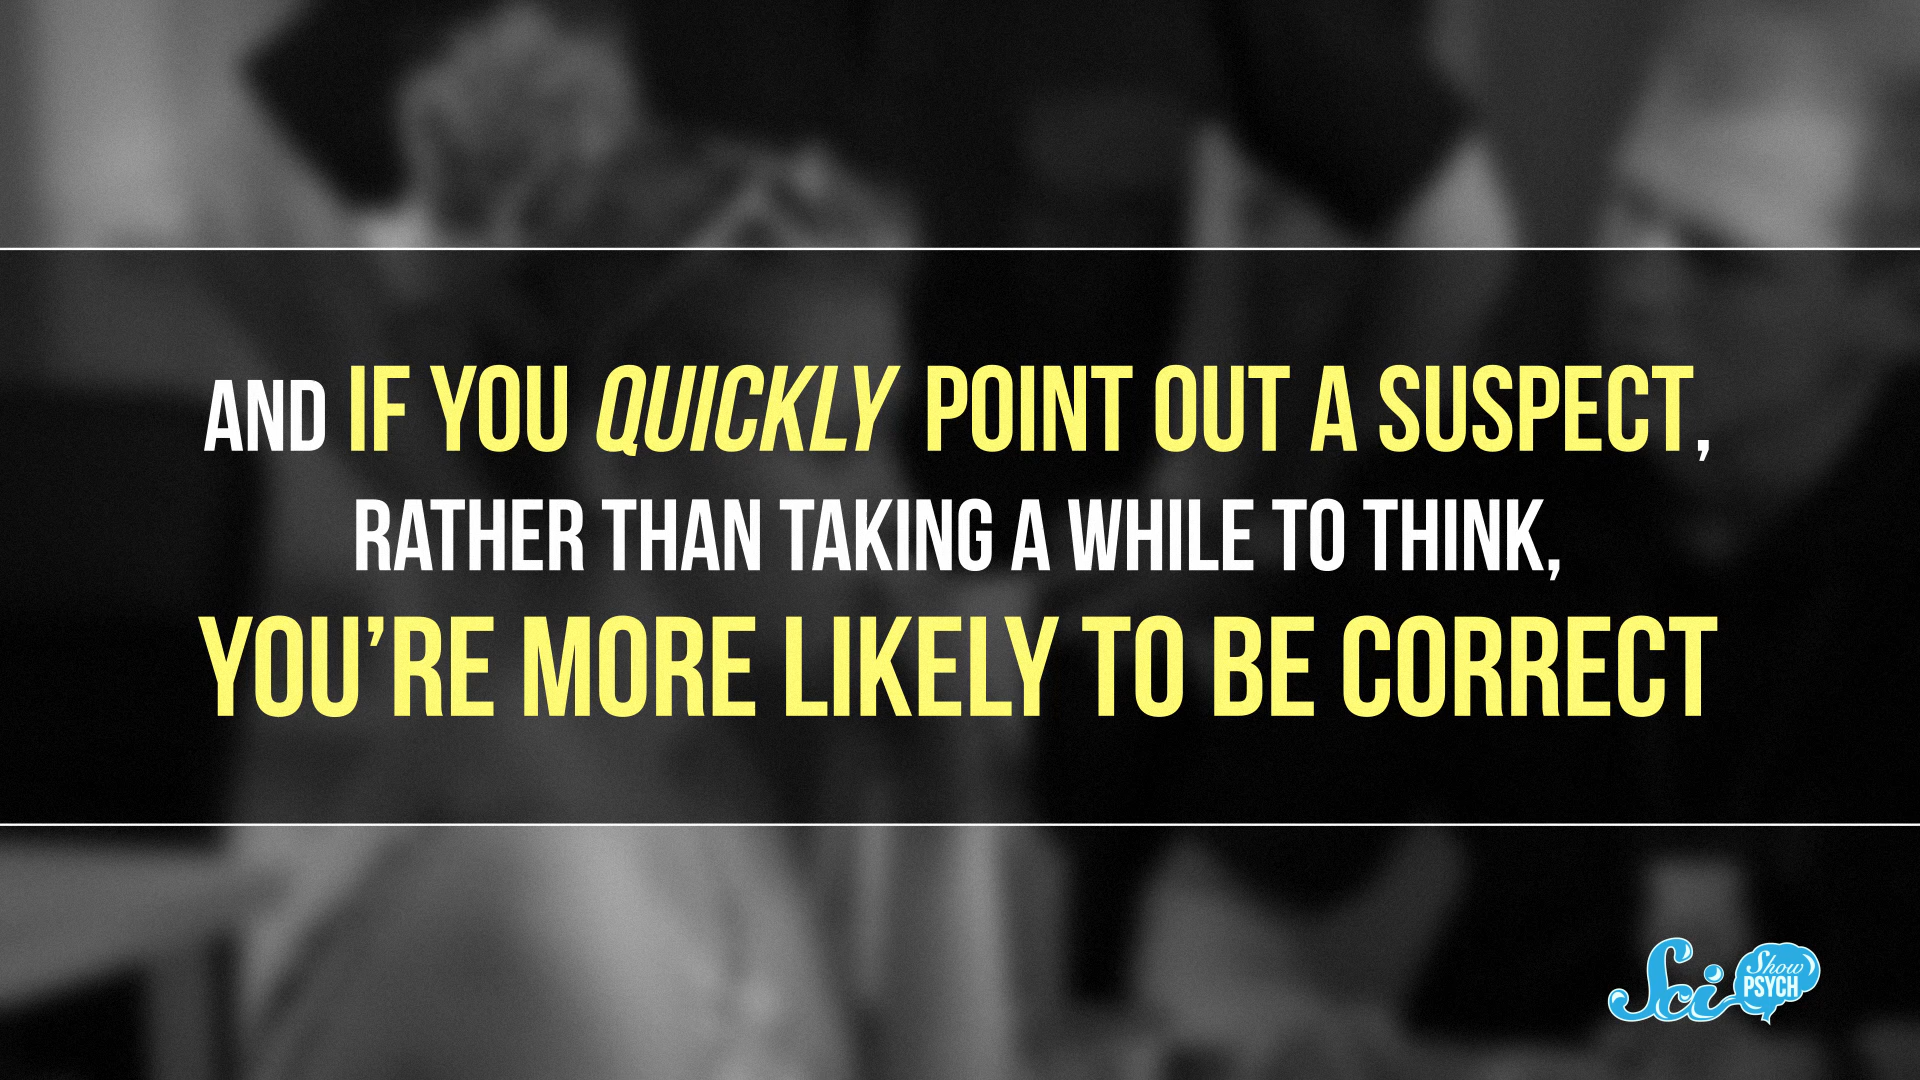 AND IF YOU QUICKLY POINT OUT A SUSPECT,
RATHER THAN TAKING A WHILE TO THINK,
YOU’RE MORE LIKELY TO BE CORRECT
Sci Show
PSYCH